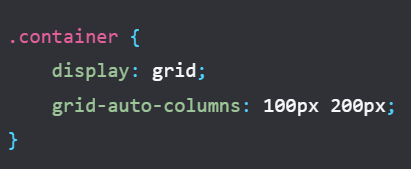 .container {
    display: grid;
    grid-auto-columns: 100px 200px;
}